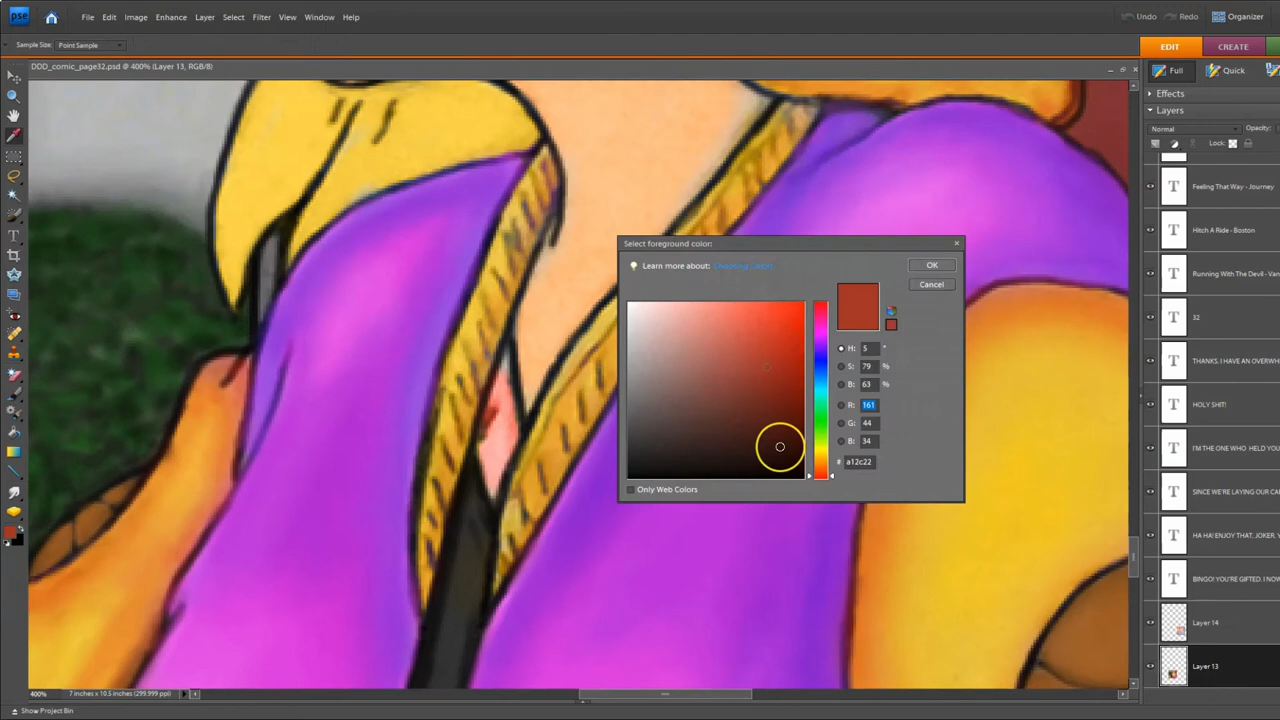 pse File Edit Image Enhance Layer Select Filter View Window Help Undo Redo Organizer
Sample Size: Point Sample EDIT CREATE
DDD_comic_page32.psd @ 400% (Layer 13, RGB/8)
Full Quick
Effects
Layers
Normal Opacity:
Lock:
Feeling That Way - Journey
Hitch A Ride - Boston
Running With The Devil - Van
32
THANKS, I HAVE AN OVERWH
HOLY SHIT!
I'M THE ONE WHO HELD YOU
SINCE WE'RE LAYING OUR CA
HA HA! ENJOY THAT, JOKER, Y
BINGO! YOU'RE GIFTED, I NOW
Layer 14
Layer 13
Select foreground color:
Learn more about: Choosing Colors
OK
Cancel
H: 5 °
S: 79 %
B: 63 %
R: 161
G: 44
B: 34
# a12c22
Only Web Colors
400% 7 inches x 10.5 inches (299.999 ppi)
Show Project Bin